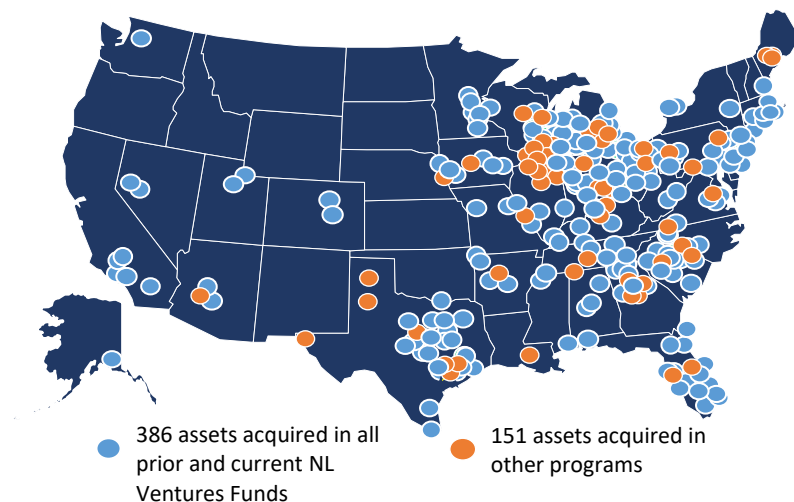 386 assets acquired in all
prior and current NL
Ventures Funds
151 assets acquired in
other programs